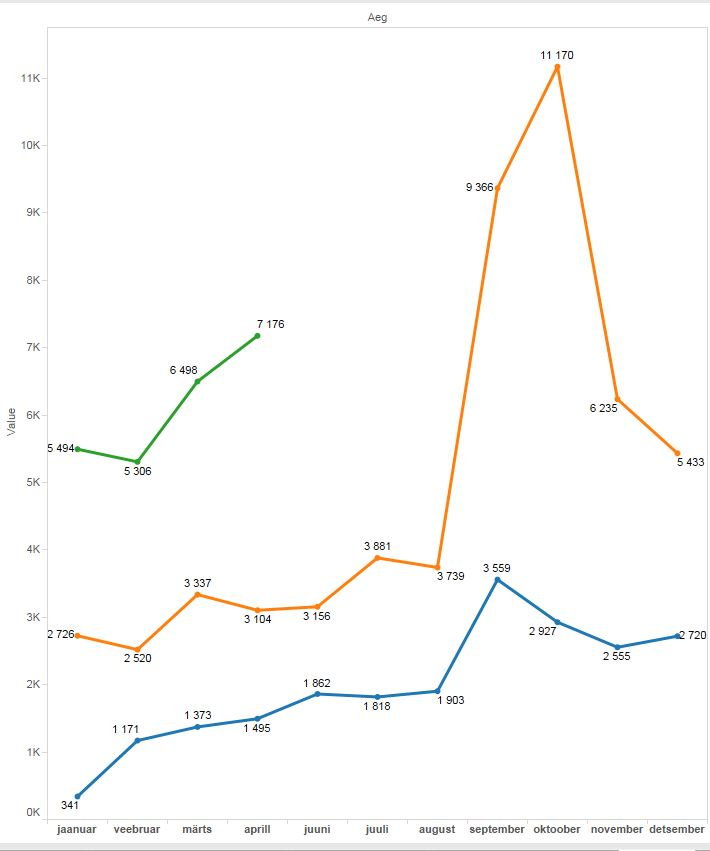 Aeg
11 170
11K
10K
9 366
9K
8K
7 176
7K
6 498
6K
6 235
Value
5 494
5 306
5 433
5K
4K
3 881
3 739
3 559
3 337
3 104
3 156
3K
2 726
2 520
2 927
2 555
2 720
2K
1 862
1 818
1 903
1 373
1 495
1 171
1K
341
0K
jaanuar veebruar märts aprill juuni juuli august september oktoober november detsember